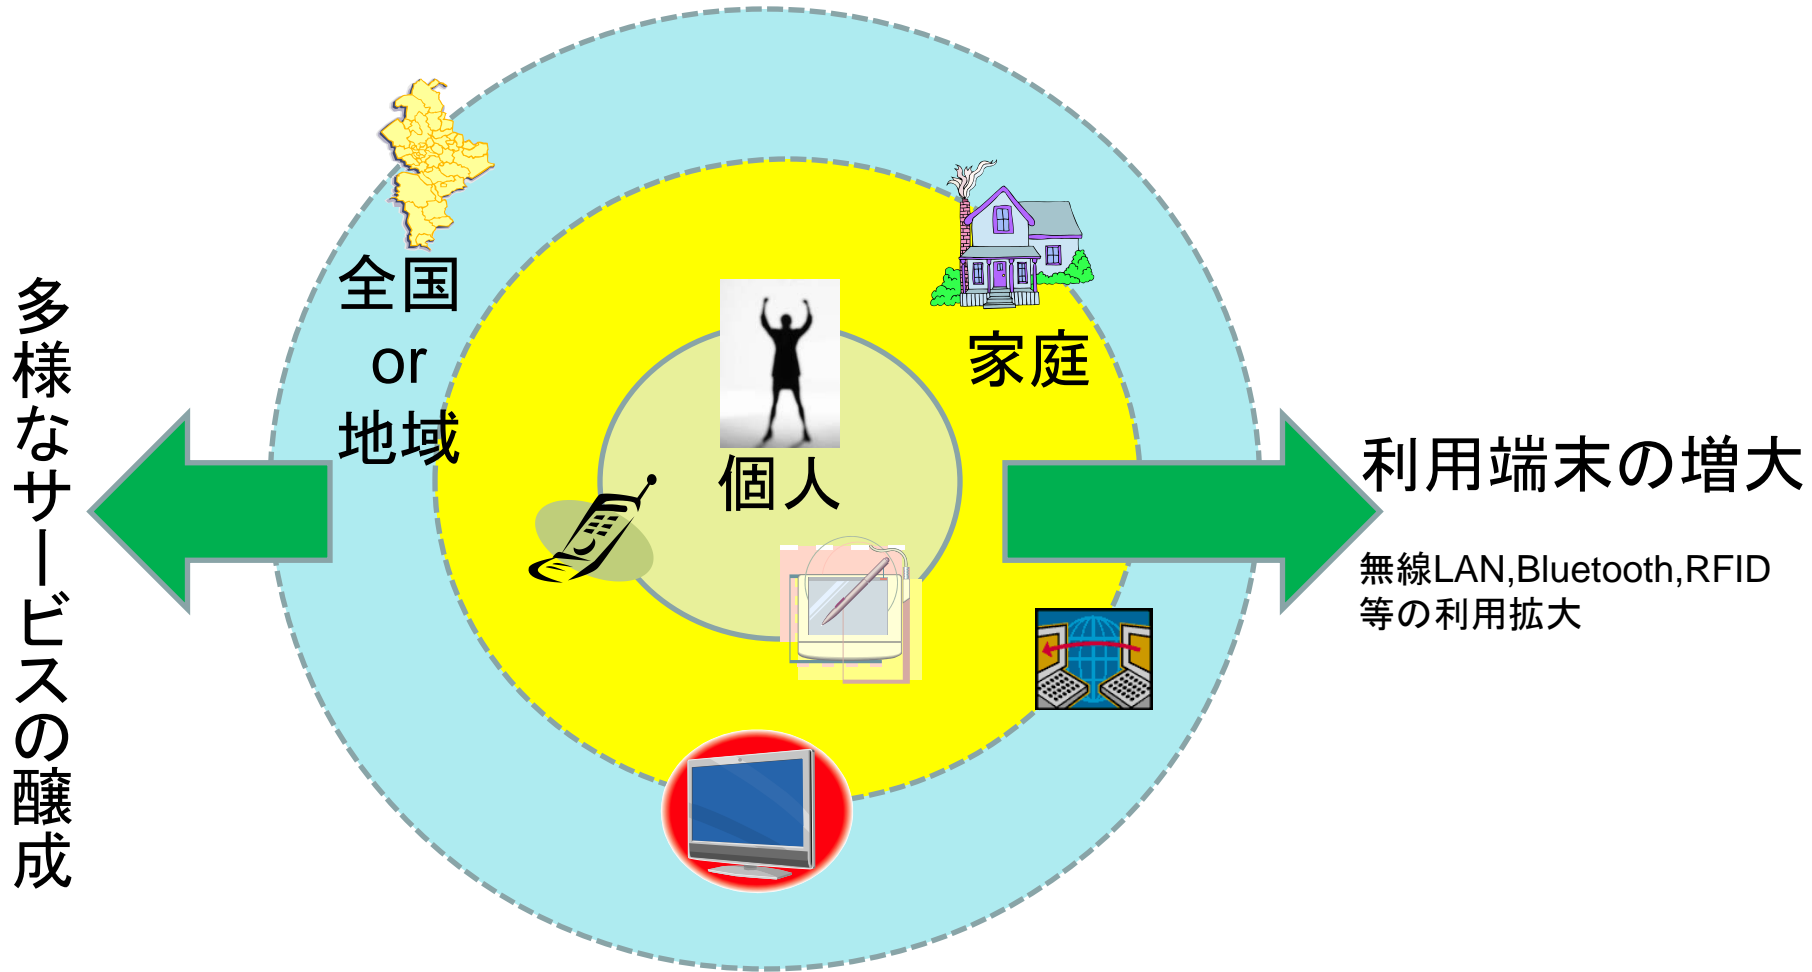 多様なサービスの醸成
全国
or
地域
個人
家庭
利用端末の増大
無線LAN,Bluetooth,RFID
等の利用拡大